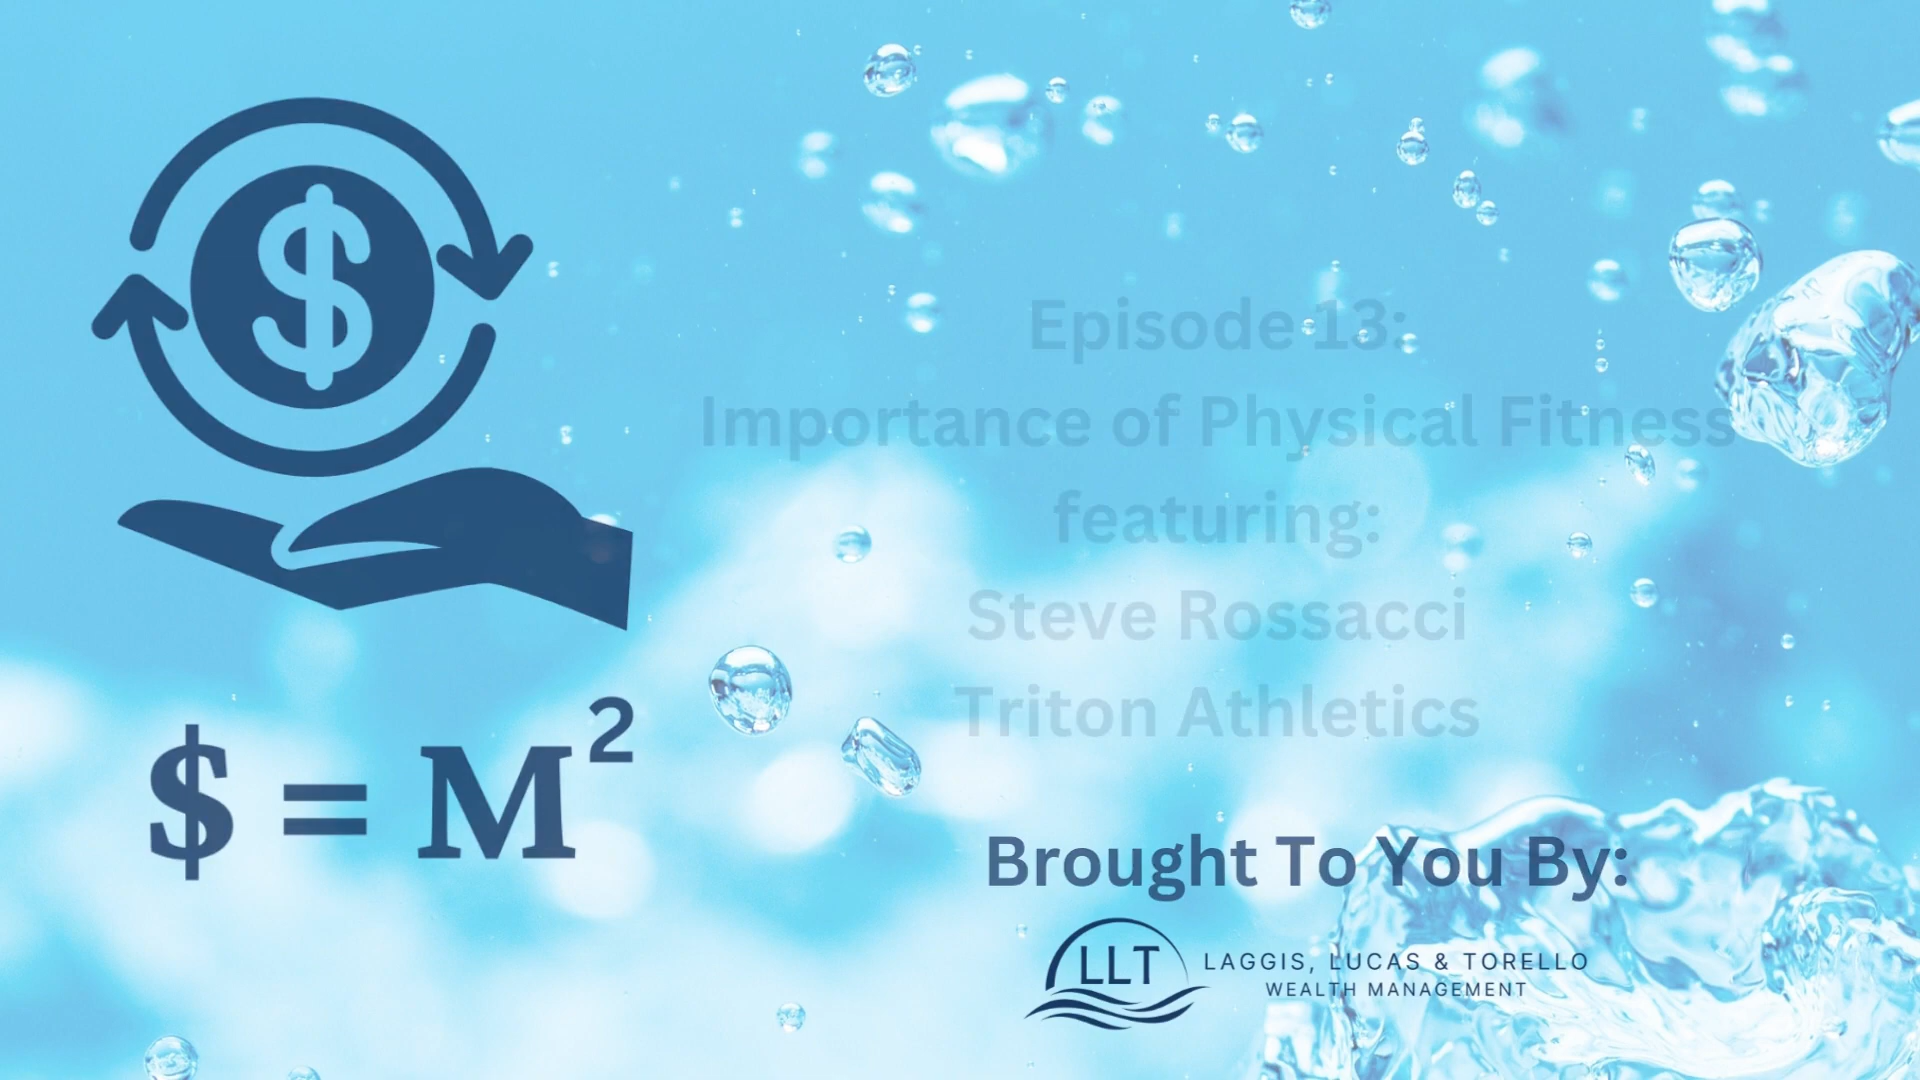 $
Episode 13:
Importance of Physical Fitness
featuring:
Steve Rossacci
Triton Athletics
$ = M²
Brought To You By:
LLT
LAGGIS, LUCAS & TORELLO
WEALTH MANAGEMENT